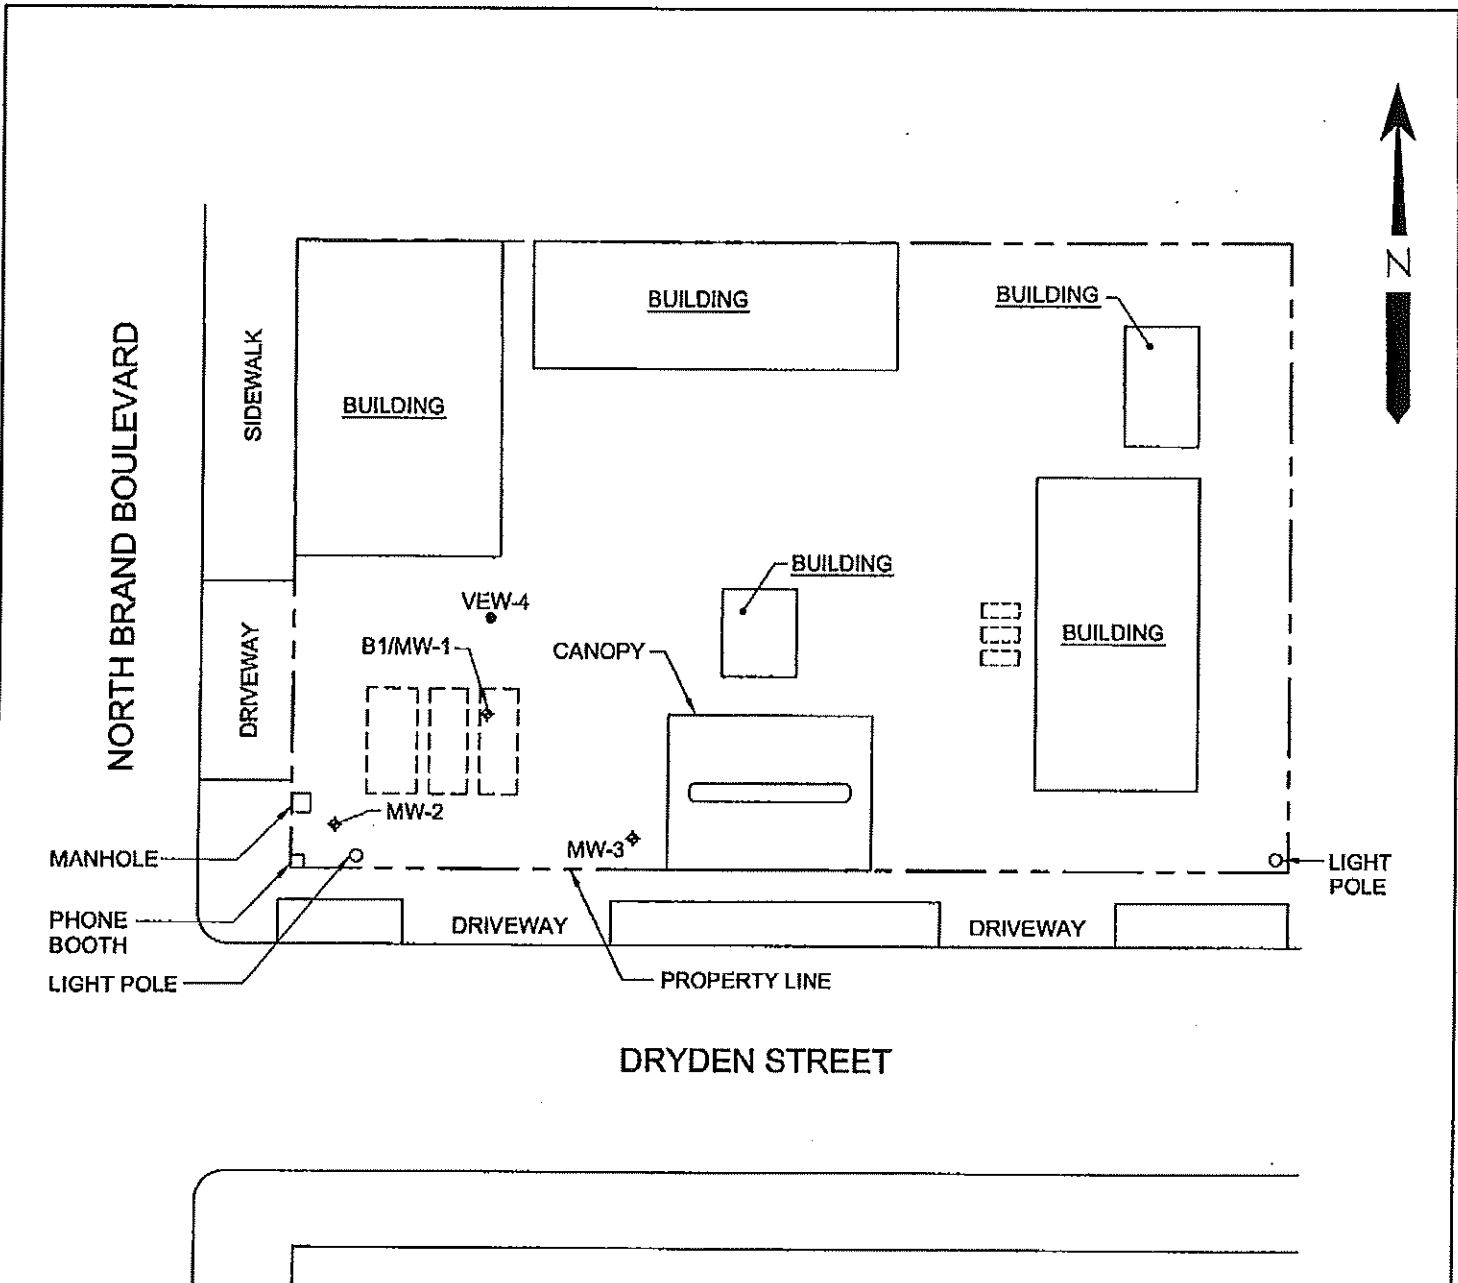 N
BUILDING
BUILDING
SIDEWALK
BUILDING
NORTH BRAND BOULEVARD
BUILDING
VEW-4
B1/MW-1
CANOPY
BUILDING
DRIVEWAY
MW-2
MW-3
MANHOLE
LIGHT
POLE
PHONE
BOOTH
DRIVEWAY
DRIVEWAY
LIGHT POLE
PROPERTY LINE
DRYDEN STREET